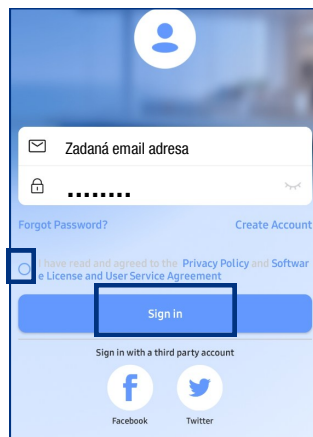 Zadaná email adresa
........
Forgot Password? Create Account
I have read and agreed to the Privacy Policy and Softwar
e License and User Service Agreement
Sign in
Sign in with a third party account
Facebook Twitter